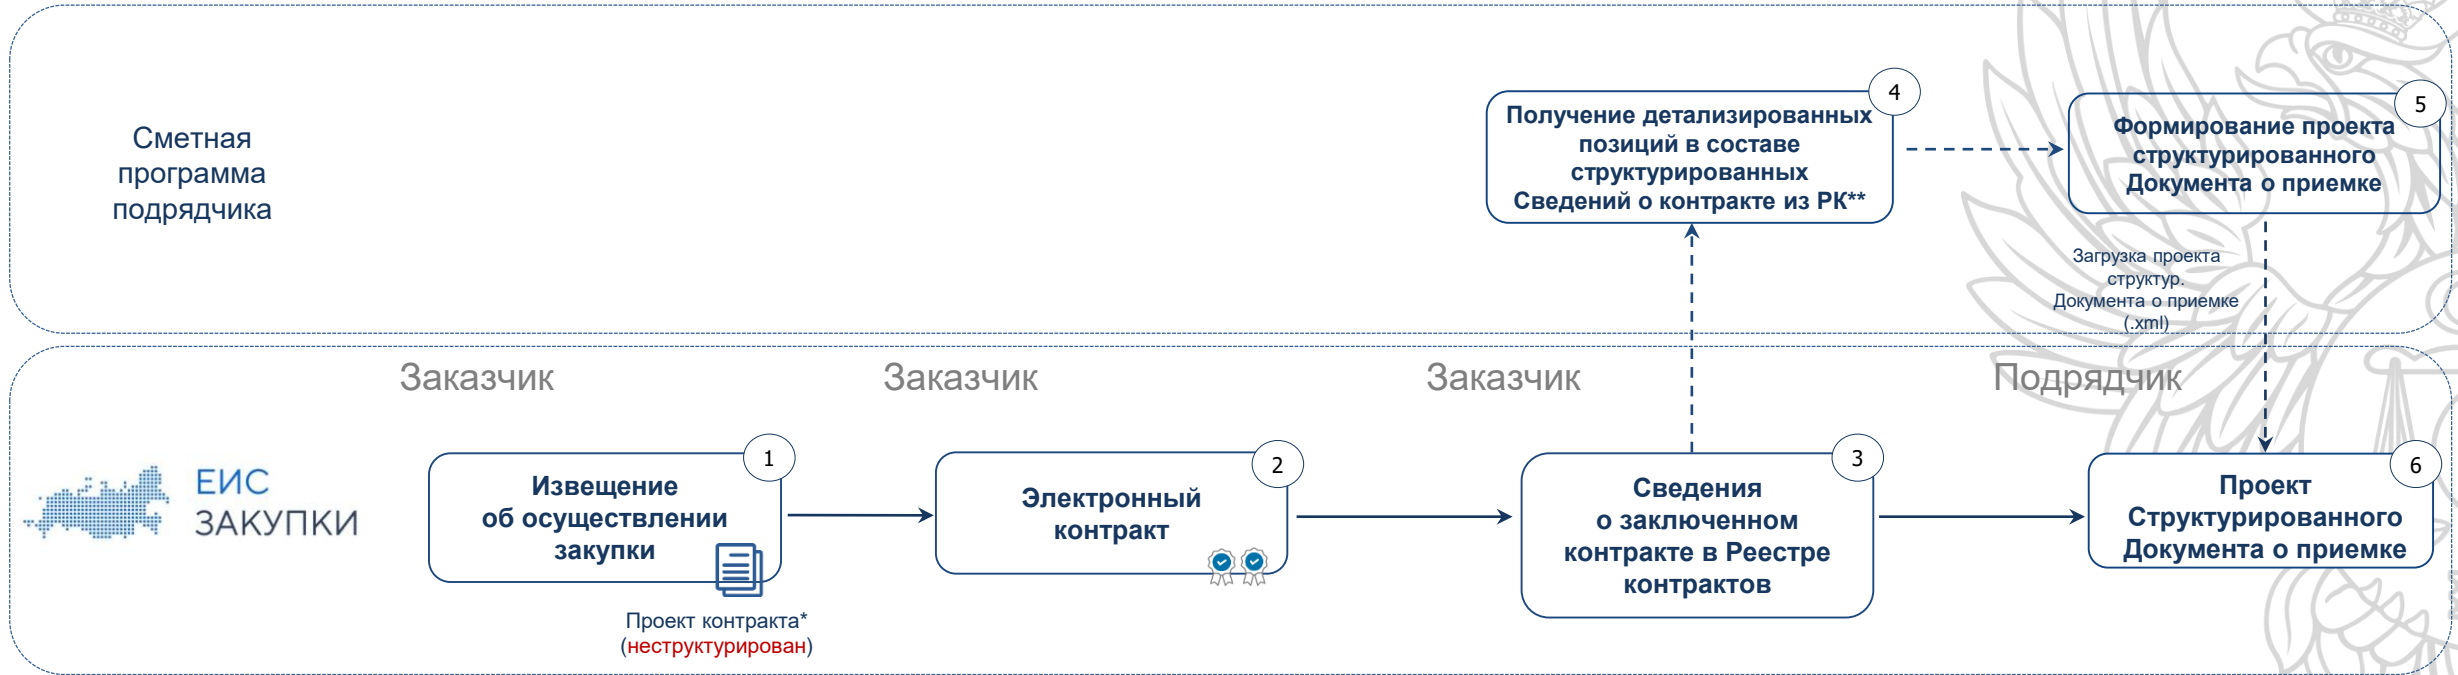 Сметная
программа
подрядчика
4
Получение детализированных
позиций в составе
структурированных
Сведений о контракте из РК**
5
Формирование проекта
структурированного
Документа о приемке
Загрузка проекта
структур.
Документа о приемке
(.xml)
Заказчик
Заказчик
Заказчик
Подрядчик
ЕИС
ЗАКУПКИ
1
Извещение
об осуществлении
закупки
Проект контракта*
(неструктурирован)
2
Электронный
контракт
3
Сведения
о заключенном
контракте в Реестре
контрактов
6
Проект
Структурированного
Документа о приемке